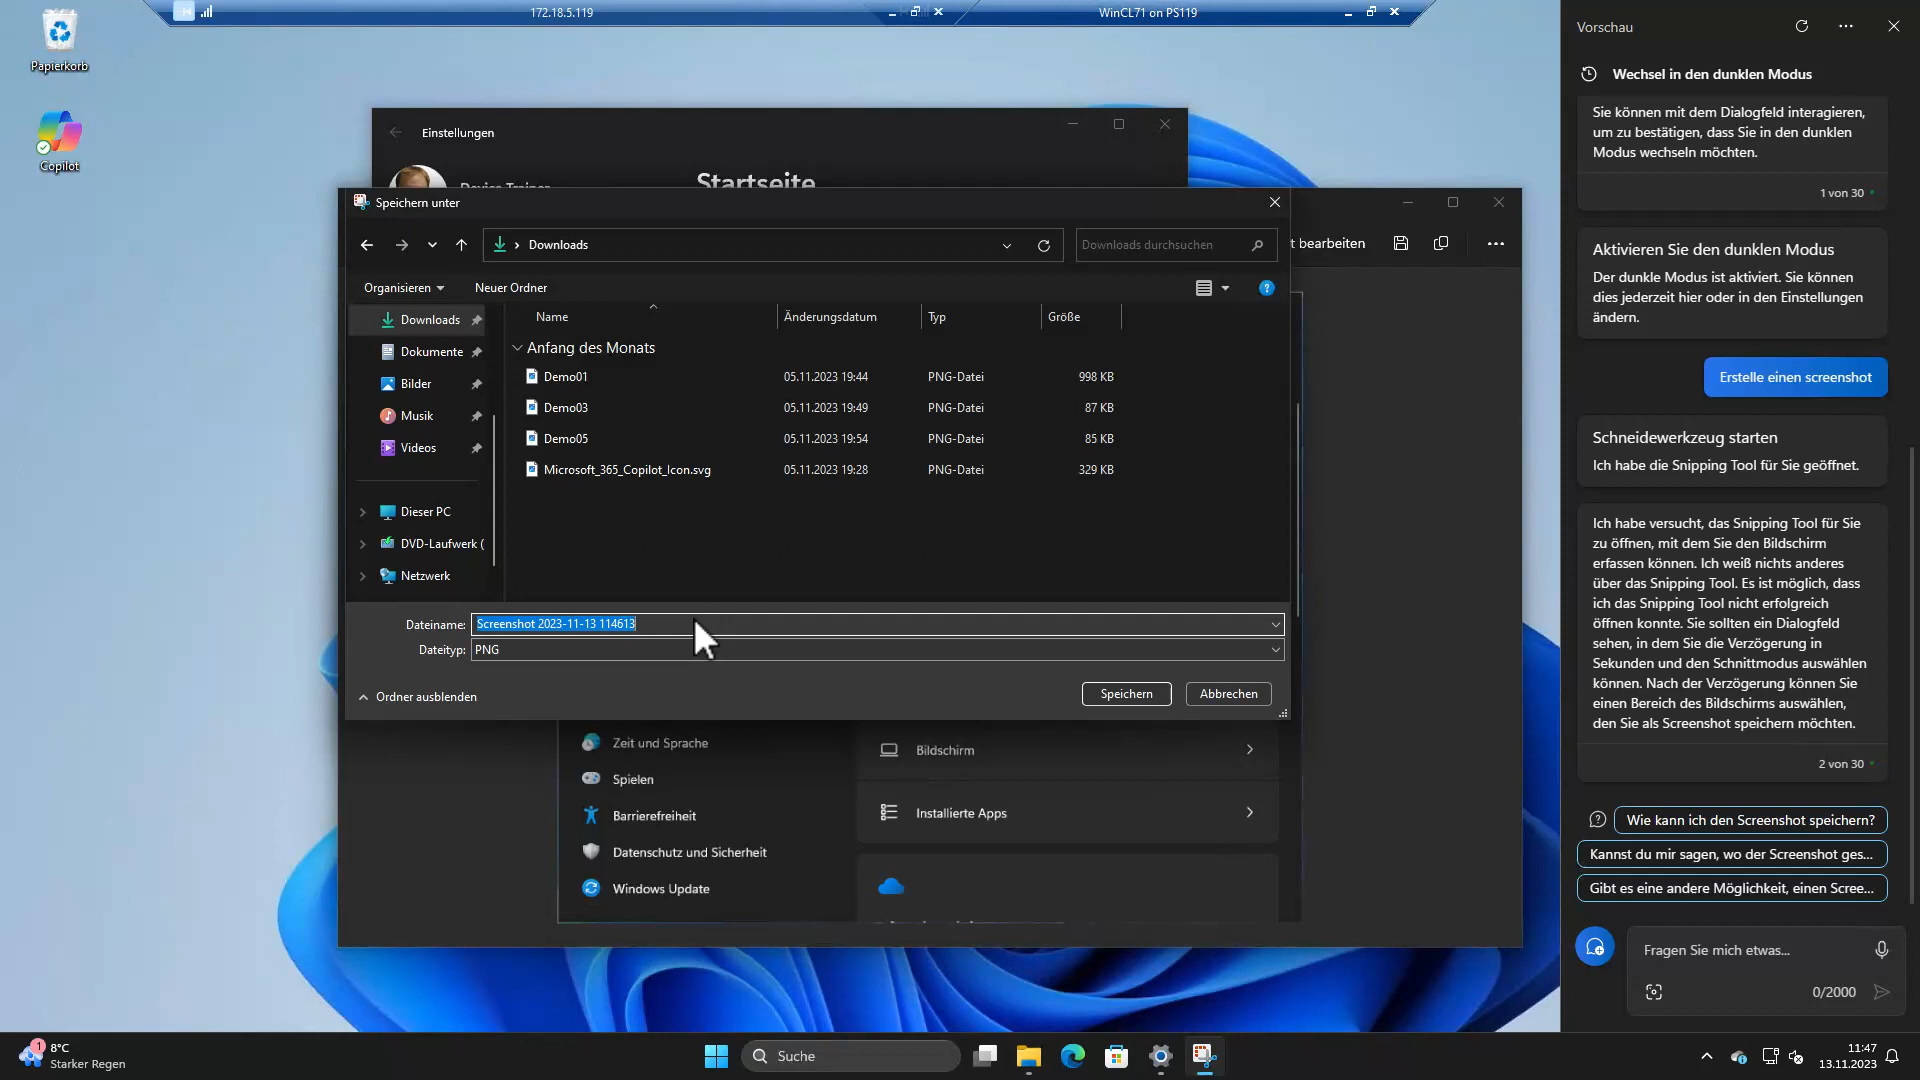 172.18.5.119
WinCL71 on PS119
Papierkorb
Copilot
Einstellungen
Startseite
Speichern unter
Downloads
Downloads durchsuchen
t bearbeiten
Organisieren
Neuer Ordner
Downloads
Dokumente
Bilder
Musik
Videos
Dieser PC
DVD-Laufwerk (
Netzwerk
Name Änderungsdatum Typ Größe
Anfang des Monats
Demo01 05.11.2023 19:44 PNG-Datei 998 KB
Demo03 05.11.2023 19:49 PNG-Datei 87 KB
Demo05 05.11.2023 19:54 PNG-Datei 85 KB
Microsoft_365_Copilot_Icon.svg 05.11.2023 19:28 PNG-Datei 329 KB
Dateiname: Screenshot 2023-11-13 114613
Dateityp: PNG
Ordner ausblenden
Speichern
Abbrechen
Zeit und Sprache
Spielen
Barrierefreiheit
Datenschutz und Sicherheit
Windows Update
Bildschirm
Installierte Apps
Vorschau
Wechsel in den dunklen Modus
Sie können mit dem Dialogfeld interagieren,
um zu bestätigen, dass Sie in den dunklen
Modus wechseln möchten.
1 von 30
Aktivieren Sie den dunklen Modus
Der dunkle Modus ist aktiviert. Sie können
dies jederzeit hier oder in den Einstellungen
ändern.
Erstelle einen screenshot
Schneidewerkzeug starten
Ich habe die Snipping Tool für Sie geöffnet.
Ich habe versucht, das Snipping Tool für Sie
zu öffnen, mit dem Sie den Bildschirm
erfassen können. Ich weiß nichts anderes
über das Snipping Tool. Es ist möglich, dass
ich das Snipping Tool nicht erfolgreich
öffnen konnte. Sie sollten ein Dialogfeld
sehen, in dem Sie die Verzögerung in
Sekunden und den Schnittmodus auswählen
können. Nach der Verzögerung können Sie
einen Bereich des Bildschirms auswählen,
den Sie als Screenshot speichern möchten.
2 von 30
Wie kann ich den Screenshot speichern?
Kannst du mir sagen, wo der Screenshot ges...
Gibt es eine andere Möglichkeit, einen Scree...
Fragen Sie mich etwas...
0/2000
1
8°C
Starker Regen
Suche
11:47
13.11.2023